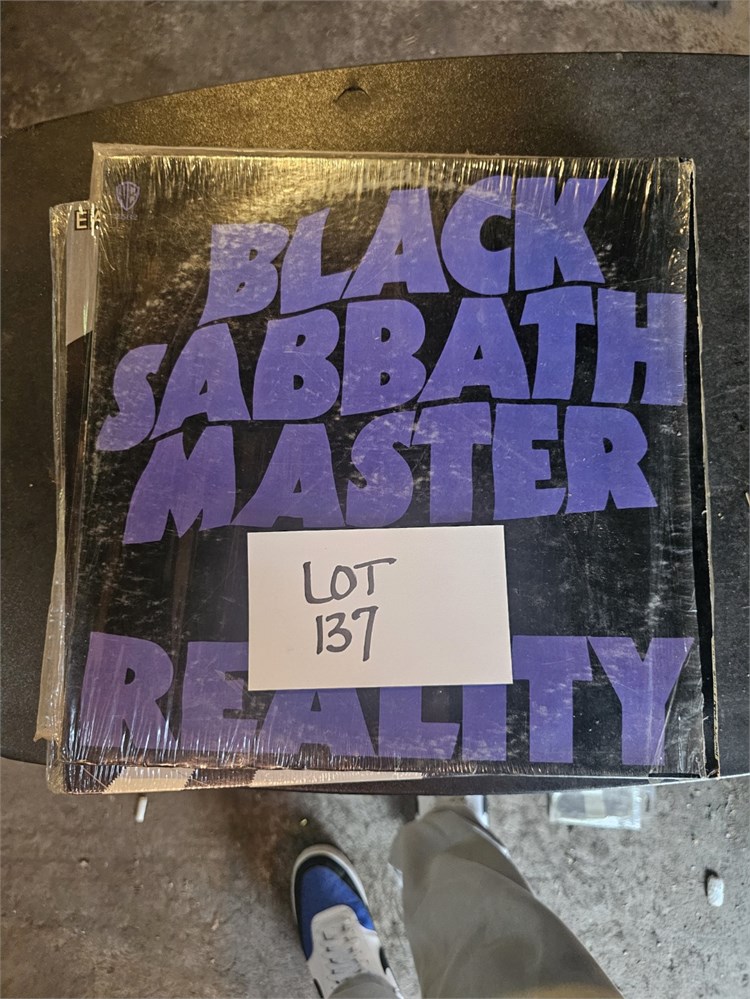 BLACK
SABBATH
MASTER
REALITY
LOT
137